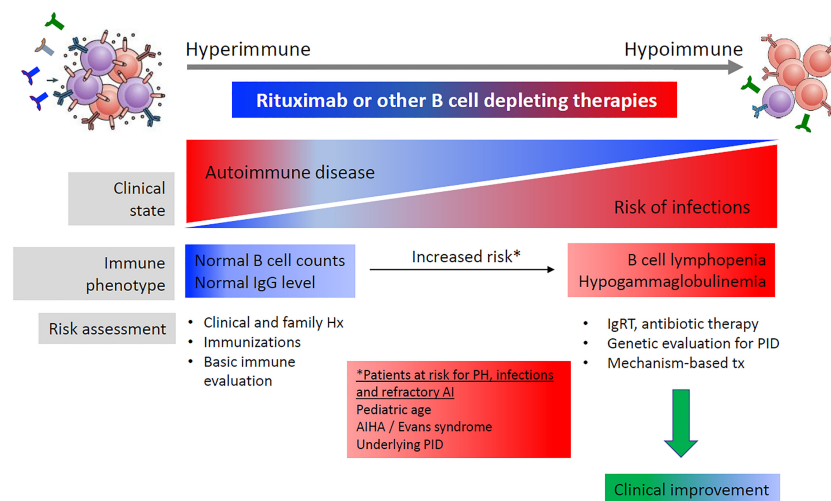 Hyperimmune
Hypoimmune
Rituximab or other B cell depleting therapies
Clinical
state
Autoimmune disease
Risk of infections
Immune
phenotype
Normal B cell counts
Normal IgG level
Increased risk*
B cell lymphopenia
Hypogammaglobulinemia
Risk assessment
• Clinical and family Hx
• Immunizations
• Basic immune
evaluation
• IgRT, antibiotic therapy
• Genetic evaluation for PID
• Mechanism-based tx
*Patients at risk for PH, infections
and refractory AI
Pediatric age
AIHA / Evans syndrome
Underlying PID
Clinical improvement